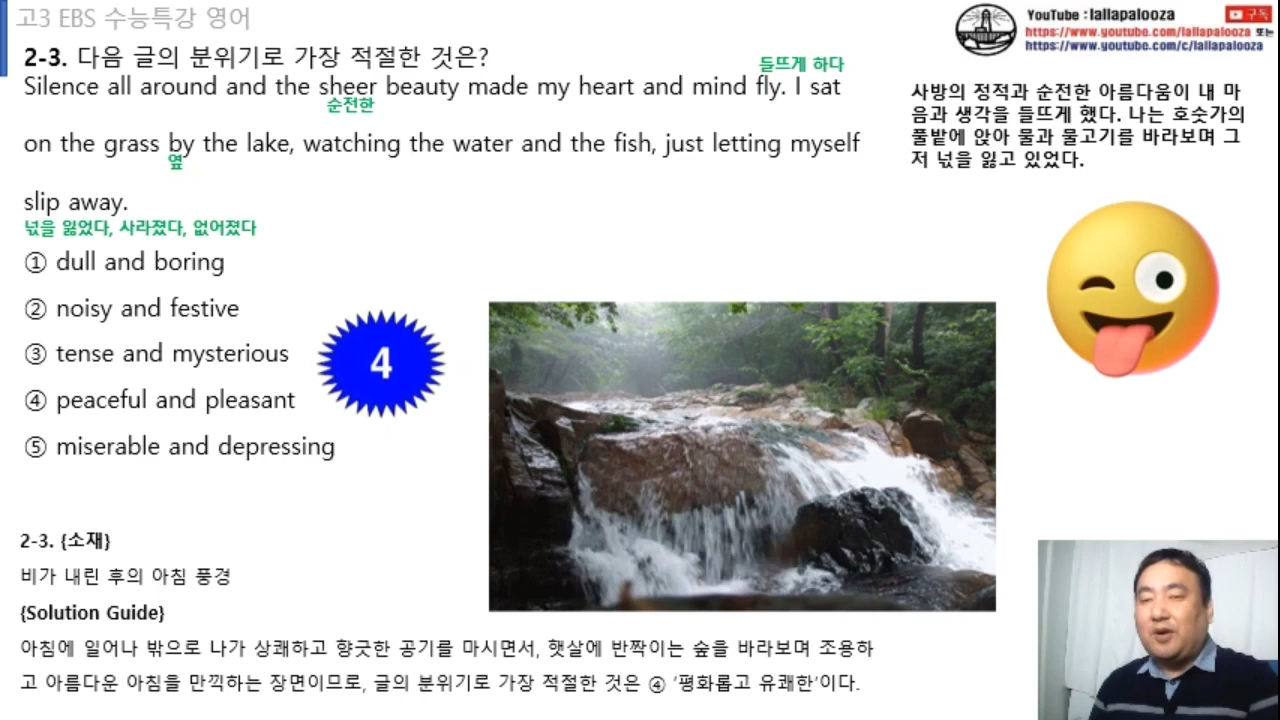 고3 EBS 수능특강 영어
YouTube : lallapalooza
구독
https://www.youtube.com/lallapalooza 또는
https://www.youtube.com/c/lallapalooza
2-3. 다음 글의 분위기로 가장 적절한 것은?
들뜨게 하다
Silence all around and the sheer beauty made my heart and mind fly. I sat
순전한
on the grass by the lake, watching the water and the fish, just letting myself
옆
slip away.
넋을 잃었다, 사라졌다, 없어졌다
사방의 정적과 순전한 아름다움이 내 마
음과 생각을 들뜨게 했다. 나는 호숫가의
풀밭에 앉아 물과 물고기를 바라보며 그
저 넋을 잃고 있었다.
① dull and boring
② noisy and festive
③ tense and mysterious
④ peaceful and pleasant
⑤ miserable and depressing
4
2-3. {소재}
비가 내린 후의 아침 풍경
{Solution Guide}
아침에 일어나 밖으로 나가 상쾌하고 향긋한 공기를 마시면서, 햇살에 반짝이는 숲을 바라보며 조용하
고 아름다운 아침을 만끽하는 장면이므로, 글의 분위기로 가장 적절한 것은 ④ ‘평화롭고 유쾌한’이다.